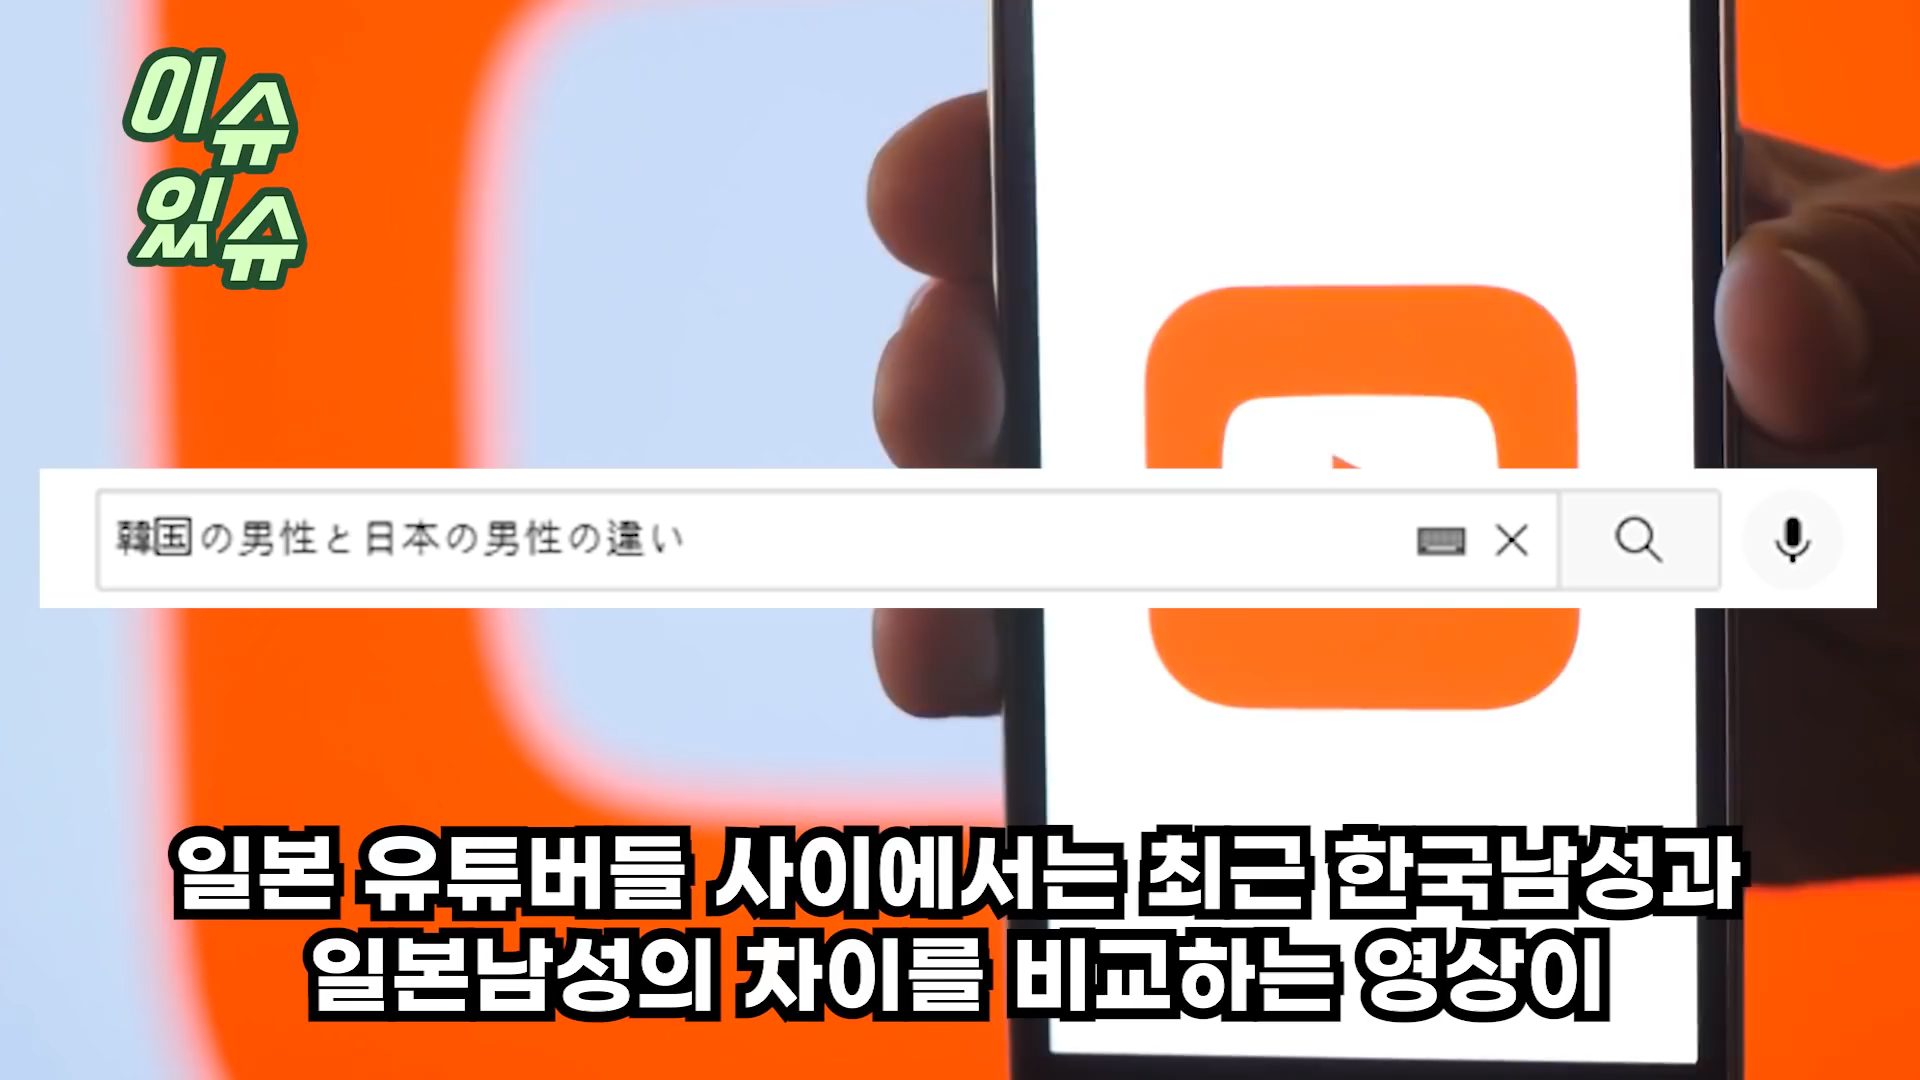 이슈
있슈
韓国の男性と日本の男性の違い
일본 유튜버들 사이에서는 최근 한국남성과
일본남성의 차이를 비교하는 영상이